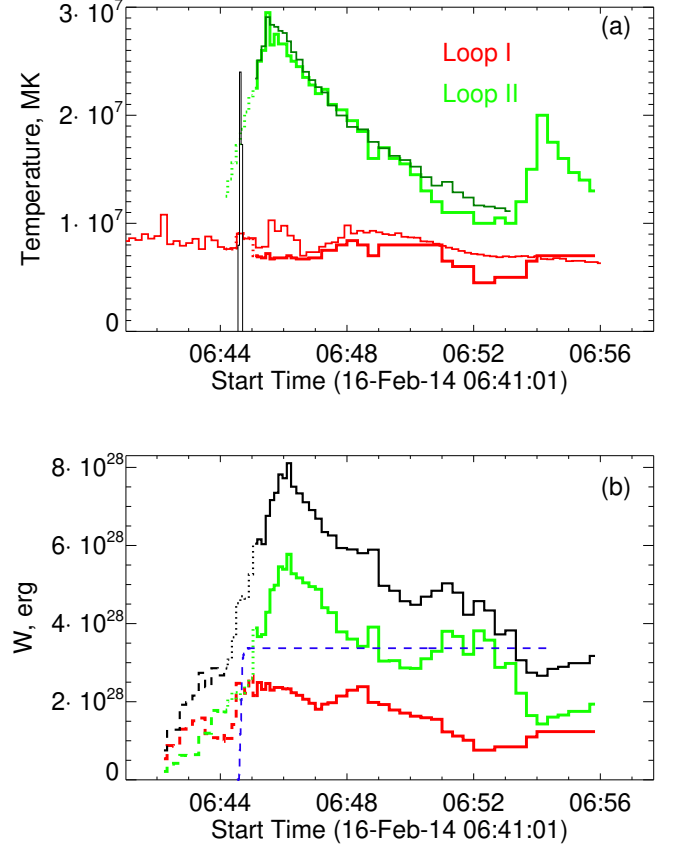 (a)
Loop I
Loop II
Temperature, MK
3· 10⁷
2· 10⁷
1· 10⁷
0
06:44 06:48 06:52 06:56
Start Time (16-Feb-14 06:41:01)
(b)
W, erg
8· 10²⁸
6· 10²⁸
4· 10²⁸
2· 10²⁸
0
06:44 06:48 06:52 06:56
Start Time (16-Feb-14 06:41:01)